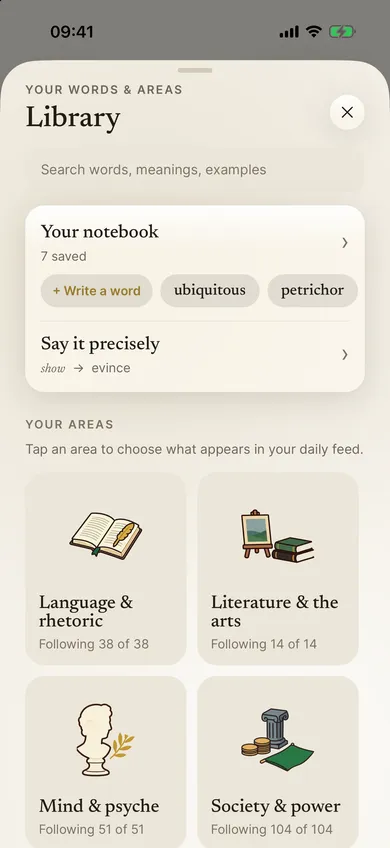 09:41
YOUR WORDS & AREAS
Library
Search words, meanings, examples
Your notebook
7 saved
+ Write a word
ubiquitous
petrichor
Say it precisely
show → evince
YOUR AREAS
Tap an area to choose what appears in your daily feed.
Language &
rhetoric
Following 38 of 38
Literature & the
arts
Following 14 of 14
Mind & psyche
Following 51 of 51
Society & power
Following 104 of 104